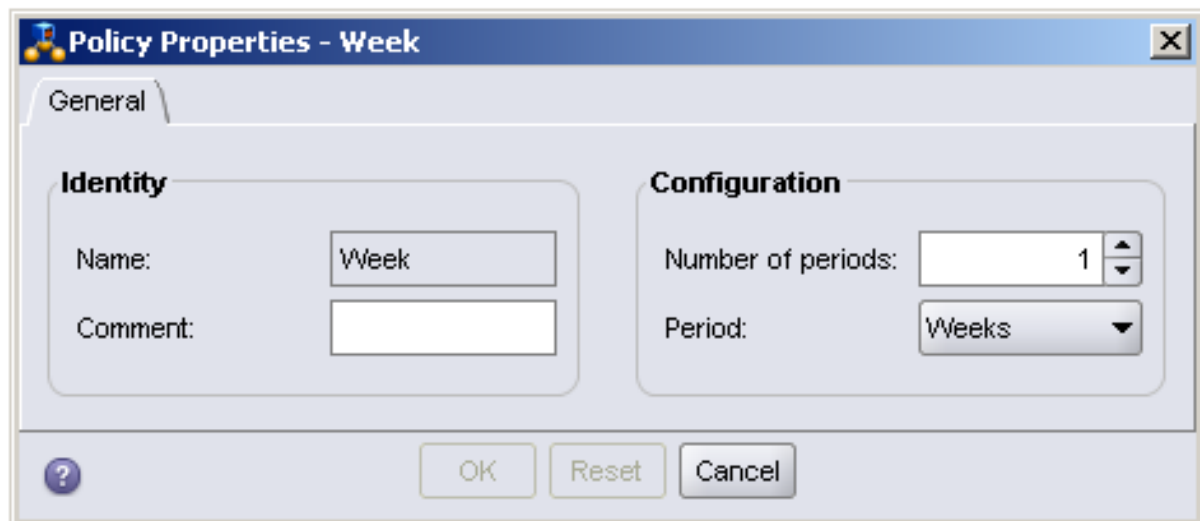 Policy Properties - Week
General
Identity
Name: Week
Comment:
Configuration
Number of periods: 1
Period: Weeks
? OK Reset Cancel